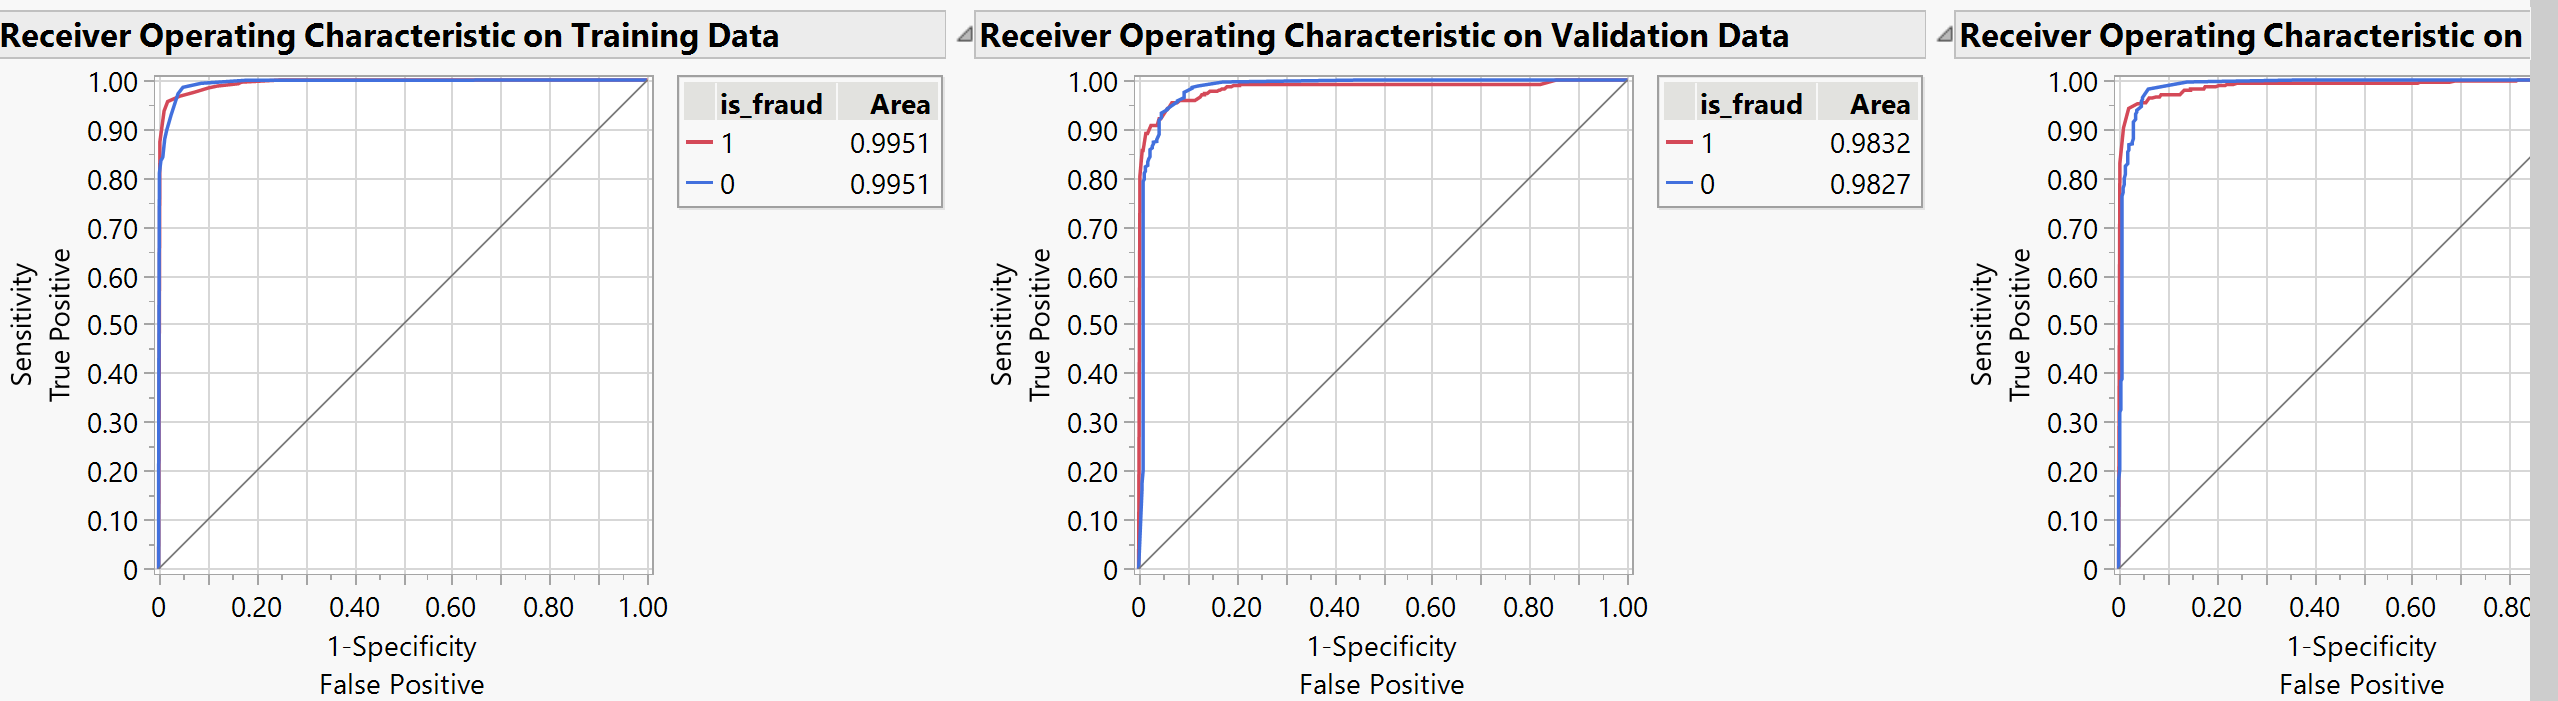 Receiver Operating Characteristic on Training Data
1.00
0.90
0.80
0.70
0.60
0.50
0.40
0.30
0.20
0.10
0
Sensitivity
True Positive
0 0.20 0.40 0.60 0.80 1.00
1-Specificity
False Positive
is_fraud Area
1 0.9951
0 0.9951
Receiver Operating Characteristic on Validation Data
1.00
0.90
0.80
0.70
0.60
0.50
0.40
0.30
0.20
0.10
0
Sensitivity
True Positive
0 0.20 0.40 0.60 0.80 1.00
1-Specificity
False Positive
is_fraud Area
1 0.9832
0 0.9827
Receiver Operating Characteristic on
1.00
0.90
0.80
0.70
0.60
0.50
0.40
0.30
0.20
0.10
0
Sensitivity
True Positive
0 0.20 0.40 0.60 0.80
1-Specificity
False Positive